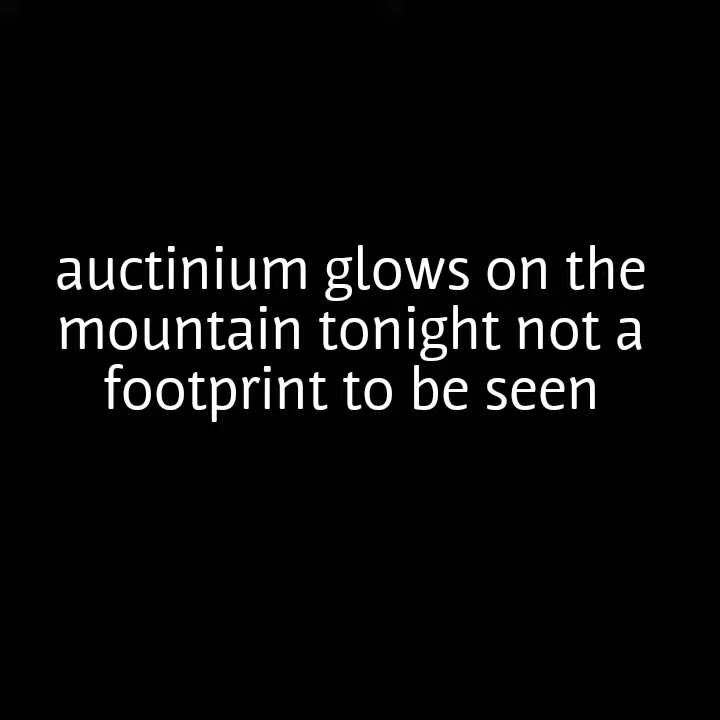 auctinium glows on the
mountain tonight not a
footprint to be seen